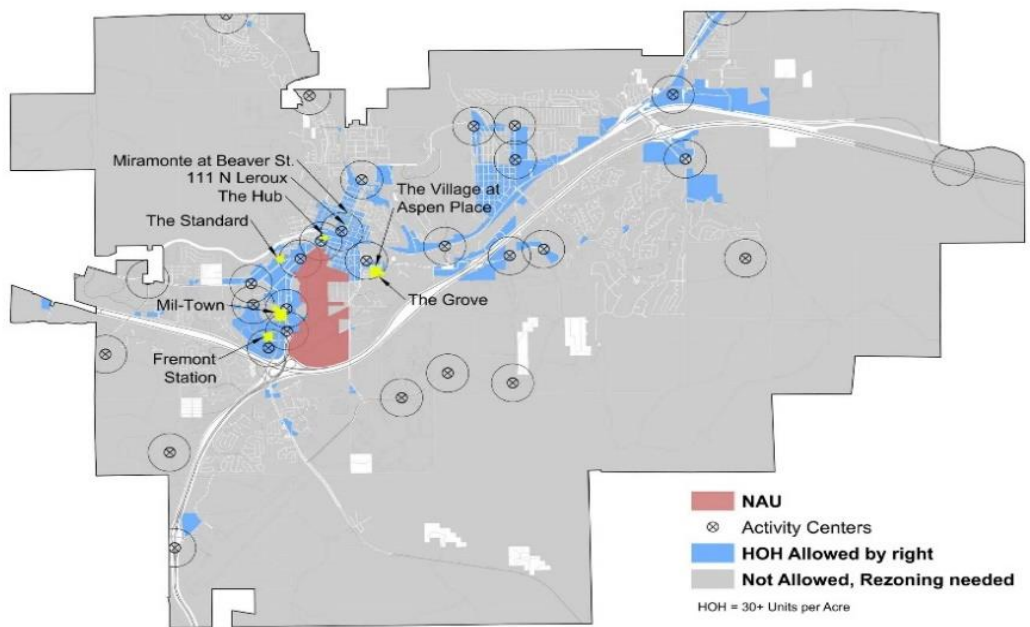 Miramonte at Beaver St.
111 N Leroux
The Hub
The Standard
The Village at
Aspen Place
The Grove
Mil-Town
Fremont
Station
NAU
Activity Centers
HOH Allowed by right
Not Allowed, Rezoning needed
HOH = 30+ Units per Acre